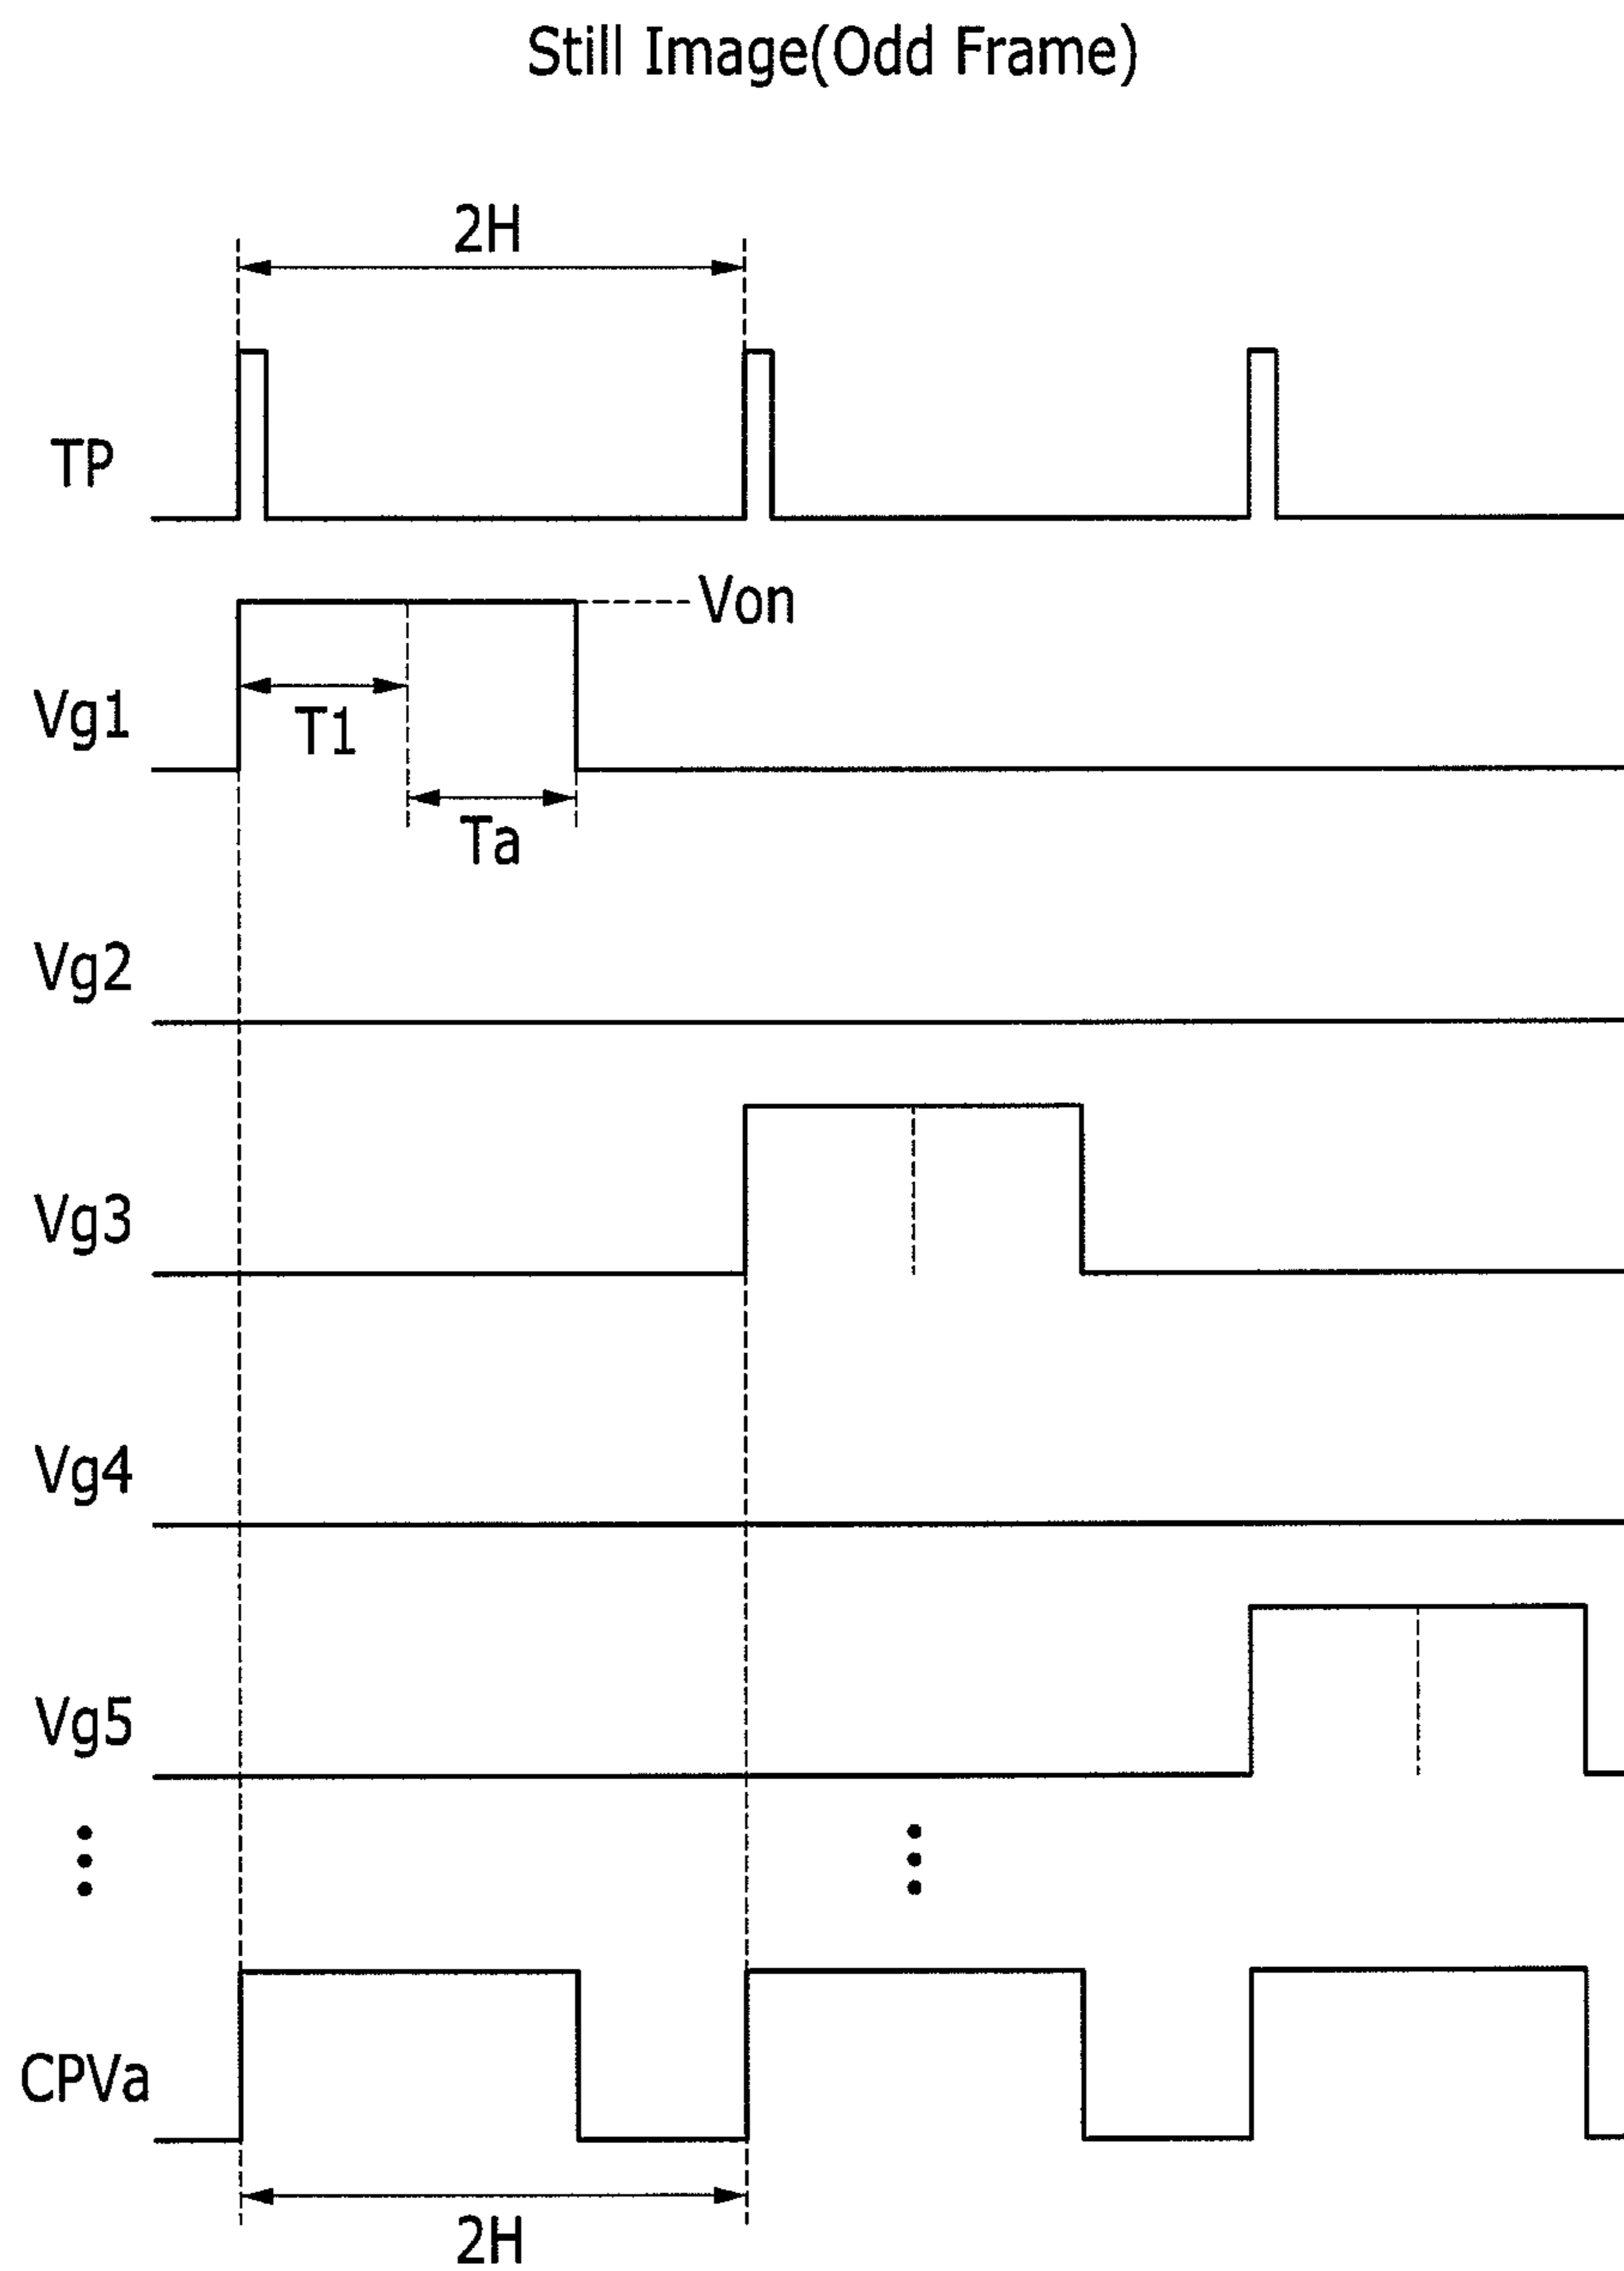 Still Image(Odd Frame)
2H
TP
Von
Vg1
T1
Ta
Vg2
Vg3
Vg4
Vg5
CPVa
2H